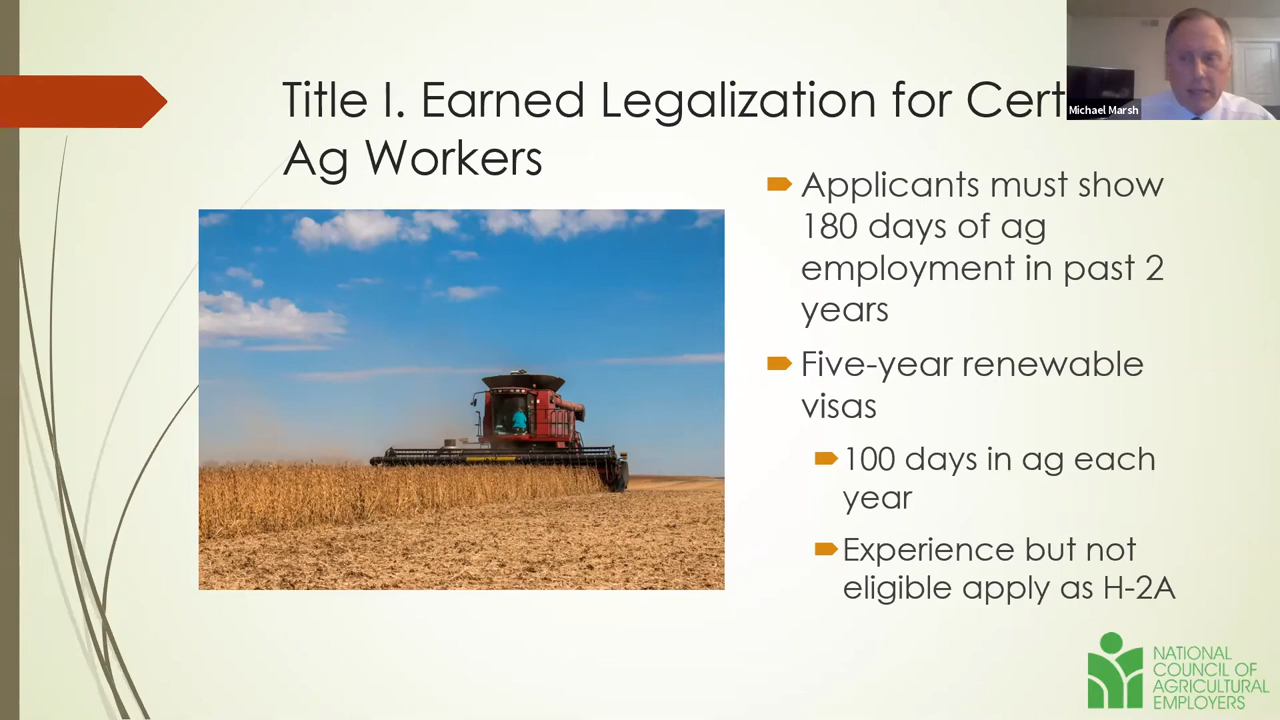 Title I. Earned Legalization for Cert
Ag Workers
Michael Marsh
Applicants must show
180 days of ag
employment in past 2
years
Five-year renewable
visas
100 days in ag each
year
Experience but not
eligible apply as H-2A
NATIONAL
COUNCIL OF
AGRICULTURAL
EMPLOYERS